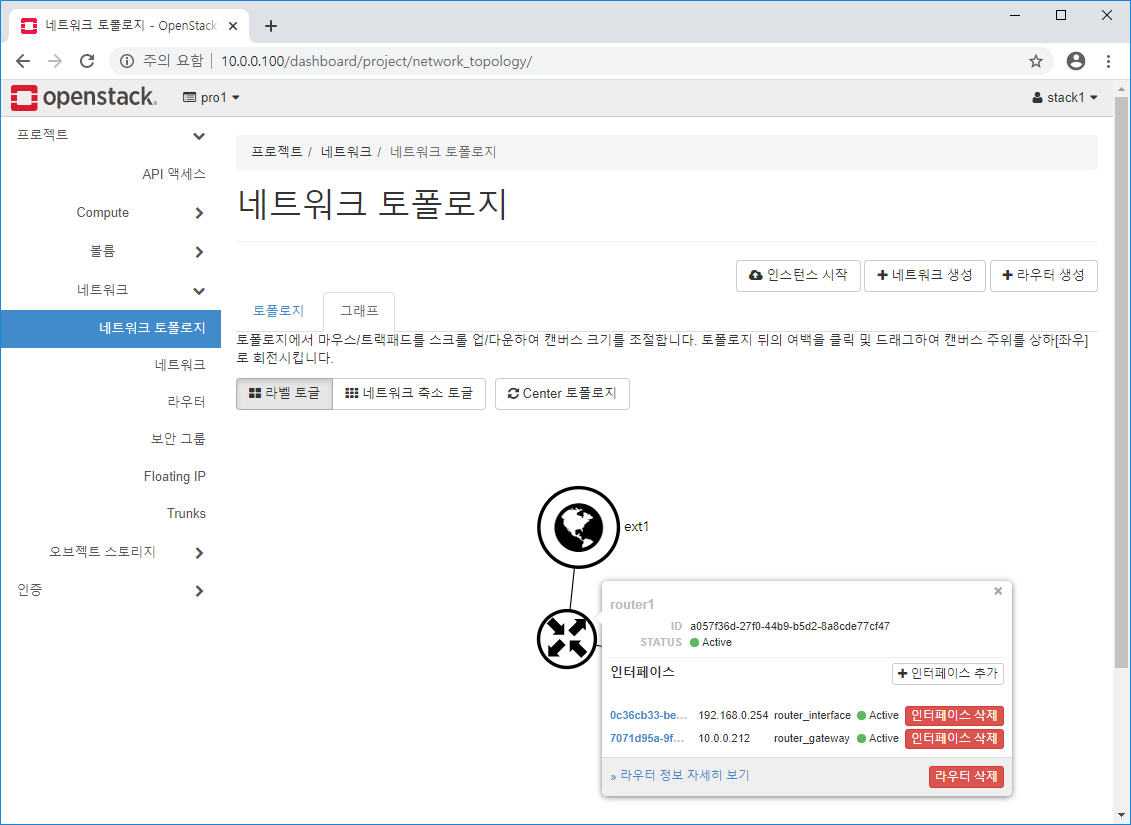 네트워크 토폴로지 - OpenStack
주의 요함 | 10.0.0.100/dashboard/project/network_topology/
openstack. pro1 stack1
프로젝트
API 액세스
Compute
볼륨
네트워크
네트워크 토폴로지
네트워크
라우터
보안 그룹
Floating IP
Trunks
오브젝트 스토리지
인증
프로젝트 / 네트워크 / 네트워크 토폴로지
네트워크 토폴로지
인스턴스 시작 네트워크 생성 라우터 생성
토폴로지 그래프
토폴로지에서 마우스/트랙패드를 스크롤 업/다운하여 캔버스 크기를 조절합니다. 토폴로지 뒤의 여백을 클릭 및 드래그하여 캔버스 주위를 상하[좌우]
로 회전시킵니다.
라벨 토글 네트워크 축소 토글 Center 토폴로지
ext1
router1
ID a057f36d-27f0-44b9-b5d2-8a8cde77cf47
STATUS Active
인터페이스 인터페이스 추가
0c36cb33-be... 192.168.0.254 router_interface Active 인터페이스 삭제
7071d95a-9f... 10.0.0.212 router_gateway Active 인터페이스 삭제
» 라우터 정보 자세히 보기 라우터 삭제